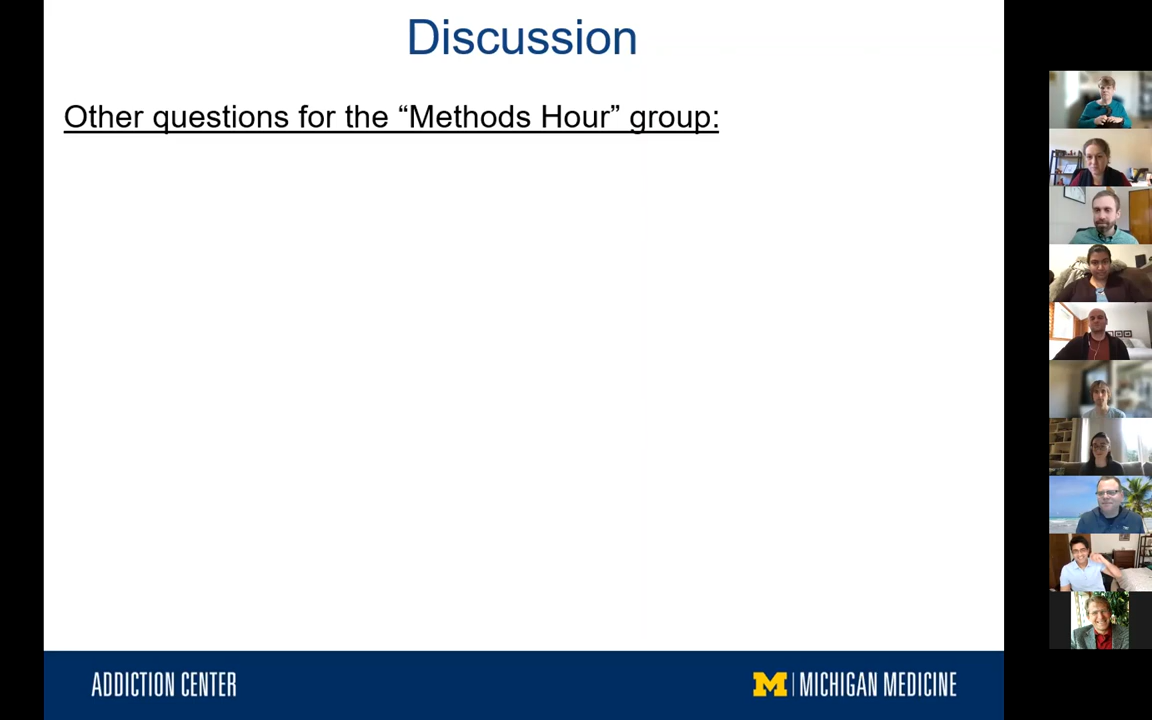 Discussion
Other questions for the “Methods Hour” group:
ADDICTION CENTER
M | MICHIGAN MEDICINE